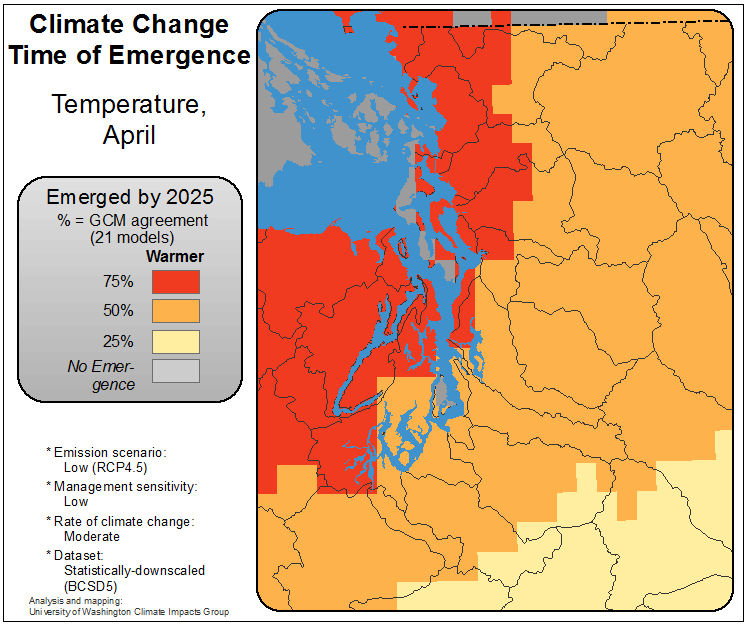 Climate Change
Time of Emergence
Temperature,
April
Emerged by 2025
% = GCM agreement
(21 models)
Warmer
75%
50%
25%
No Emer-
gence
* Emission scenario:
Low (RCP4.5)
* Management sensitivity:
Low
* Rate of climate change:
Moderate
* Dataset:
Statistically-downscaled
(BCSD5)
Analysis and mapping:
University of Washington Climate Impacts Group